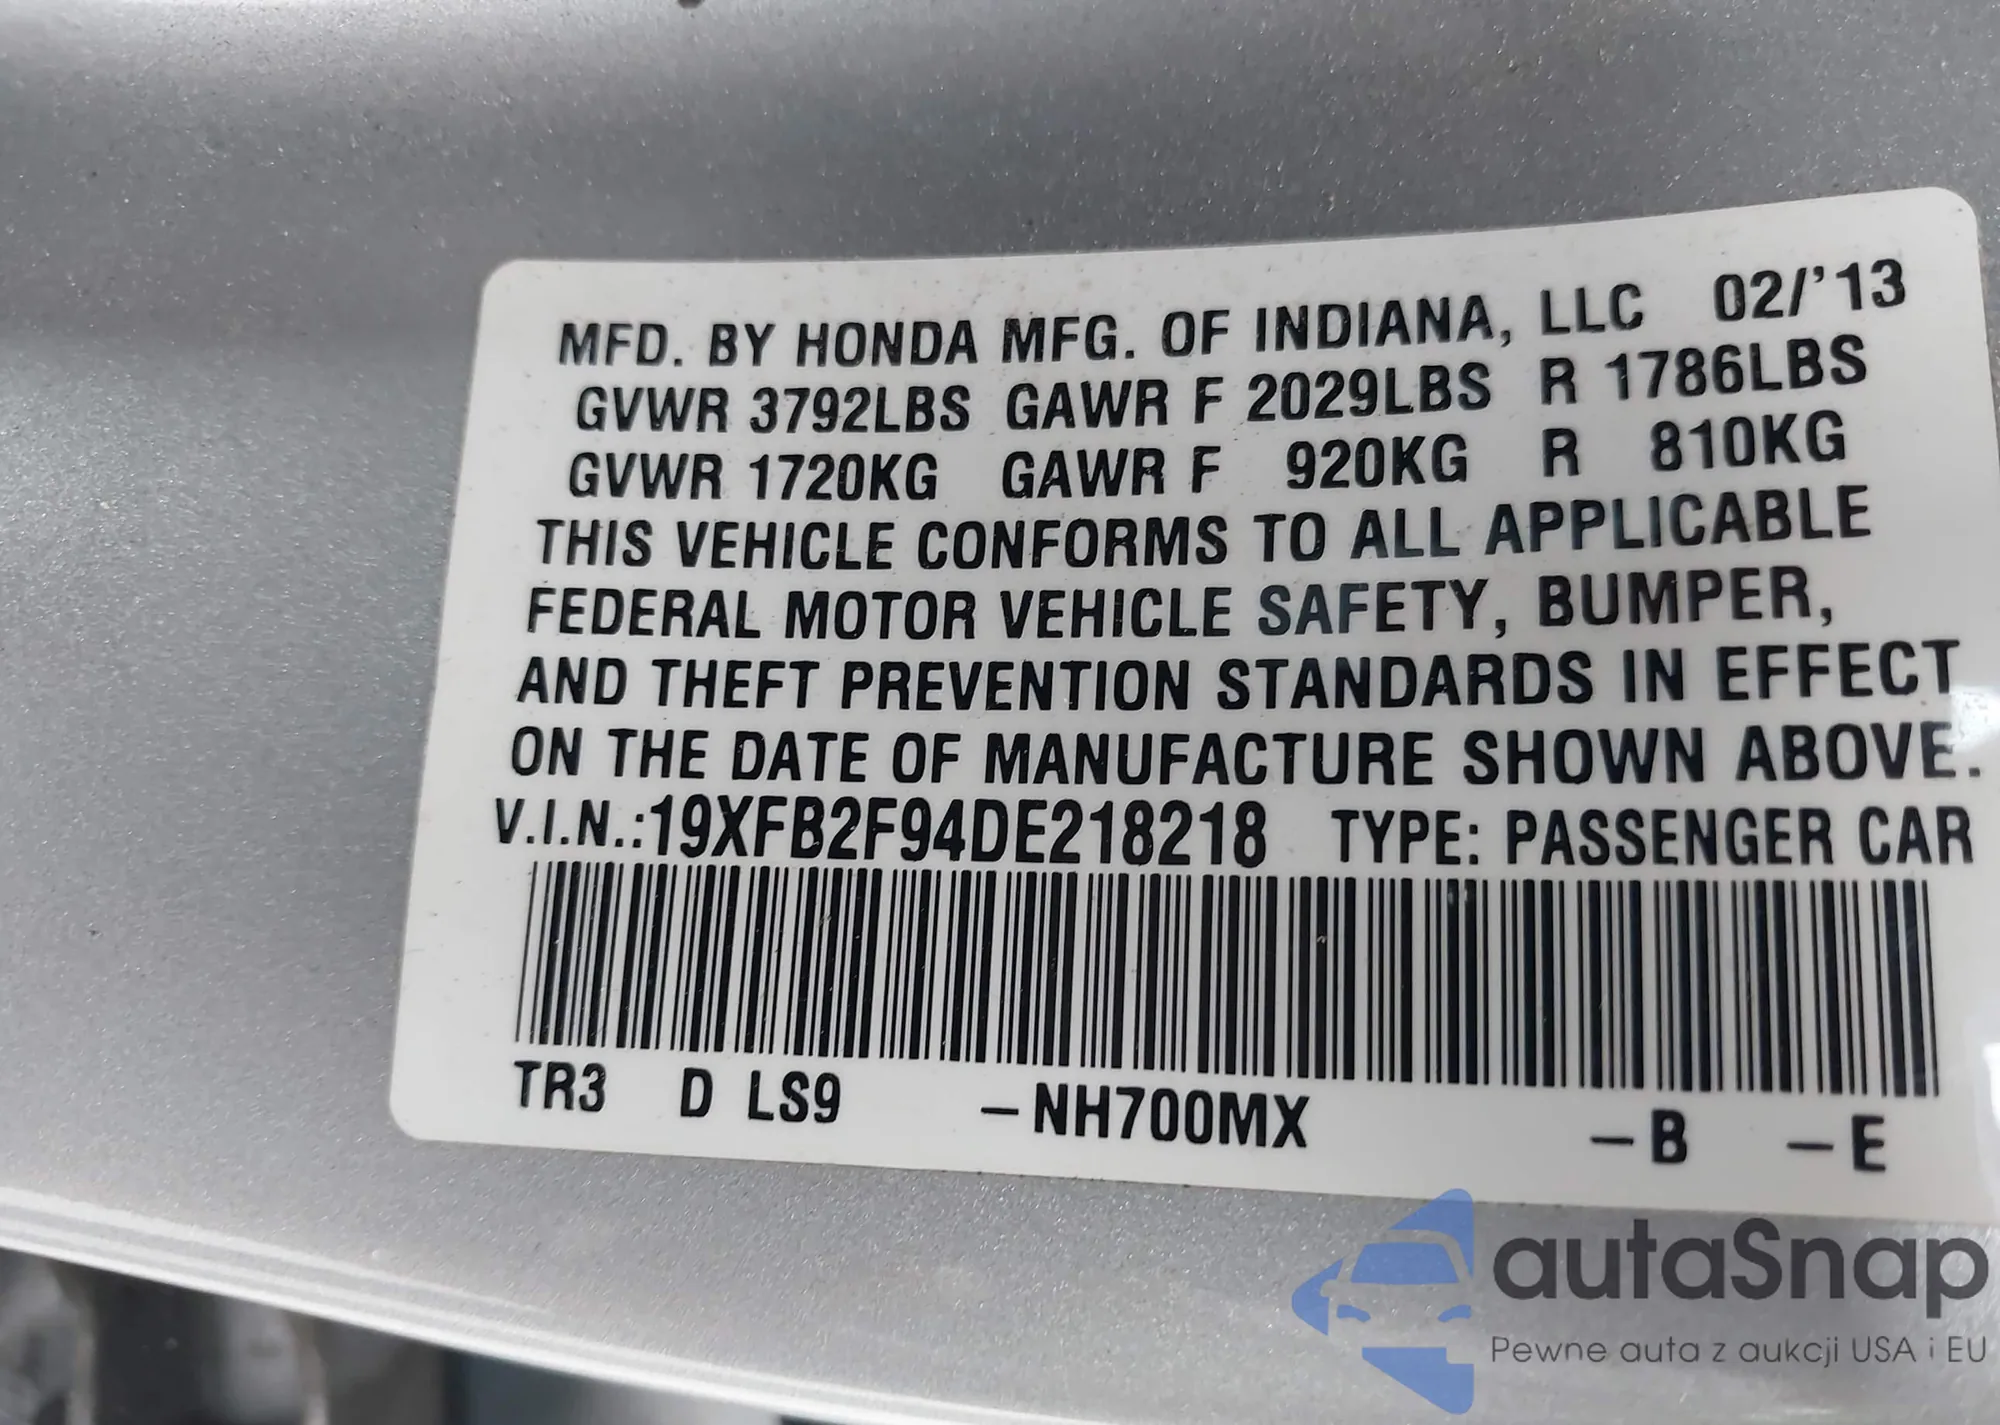 MFD. BY HONDA MFG. OF INDIANA, LLC 02/'13
GVWR 3792LBS GAWR F 2029LBS R 1786LBS
GVWR 1720KG GAWR F 920KG R 810KG
THIS VEHICLE CONFORMS TO ALL APPLICABLE
FEDERAL MOTOR VEHICLE SAFETY, BUMPER,
AND THEFT PREVENTION STANDARDS IN EFFECT
ON THE DATE OF MANUFACTURE SHOWN ABOVE.
V.I.N.:19XFB2F94DE218218 TYPE: PASSENGER CAR
TR3 D LS9 –NH700MX –B –E
autaSnap
Pewne auta z aukcji USA i EU